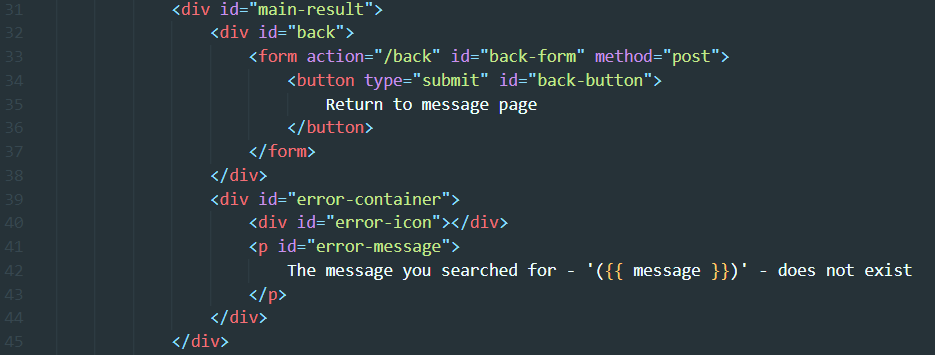 31 <div id="main-result">
32 <div id="back">
33 <form action="/back" id="back-form" method="post">
34 <button type="submit" id="back-button">
35 Return to message page
36 </button>
37 </form>
38 </div>
39 <div id="error-container">
40 <div id="error-icon"></div>
41 <p id="error-message">
42 The message you searched for - '({{ message }})' - does not exist
43 </p>
44 </div>
45 </div>